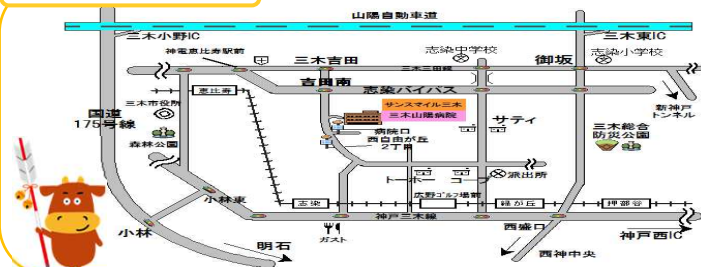 山陽自動車道
三木小野IC
三木東IC
神電恵比寿駅前
三木吉田
三木三田線
志染中学校
御坂
志染小学校
吉田南
志染バイパス
恵比寿
新神戸
トンネル
国道
175号線
三木市役所
サンスマイル三木
三木山陽病院
サティ
三木総合
防災公園
病院口
西自由が丘
2丁目
森林公園
トーホー
コープ
派出所
小林東
志染
広野ゴルフ場前
緑が丘
押部谷
神戸三木線
小林
ガスト
西盛口
神戸西IC
明石
西神中央